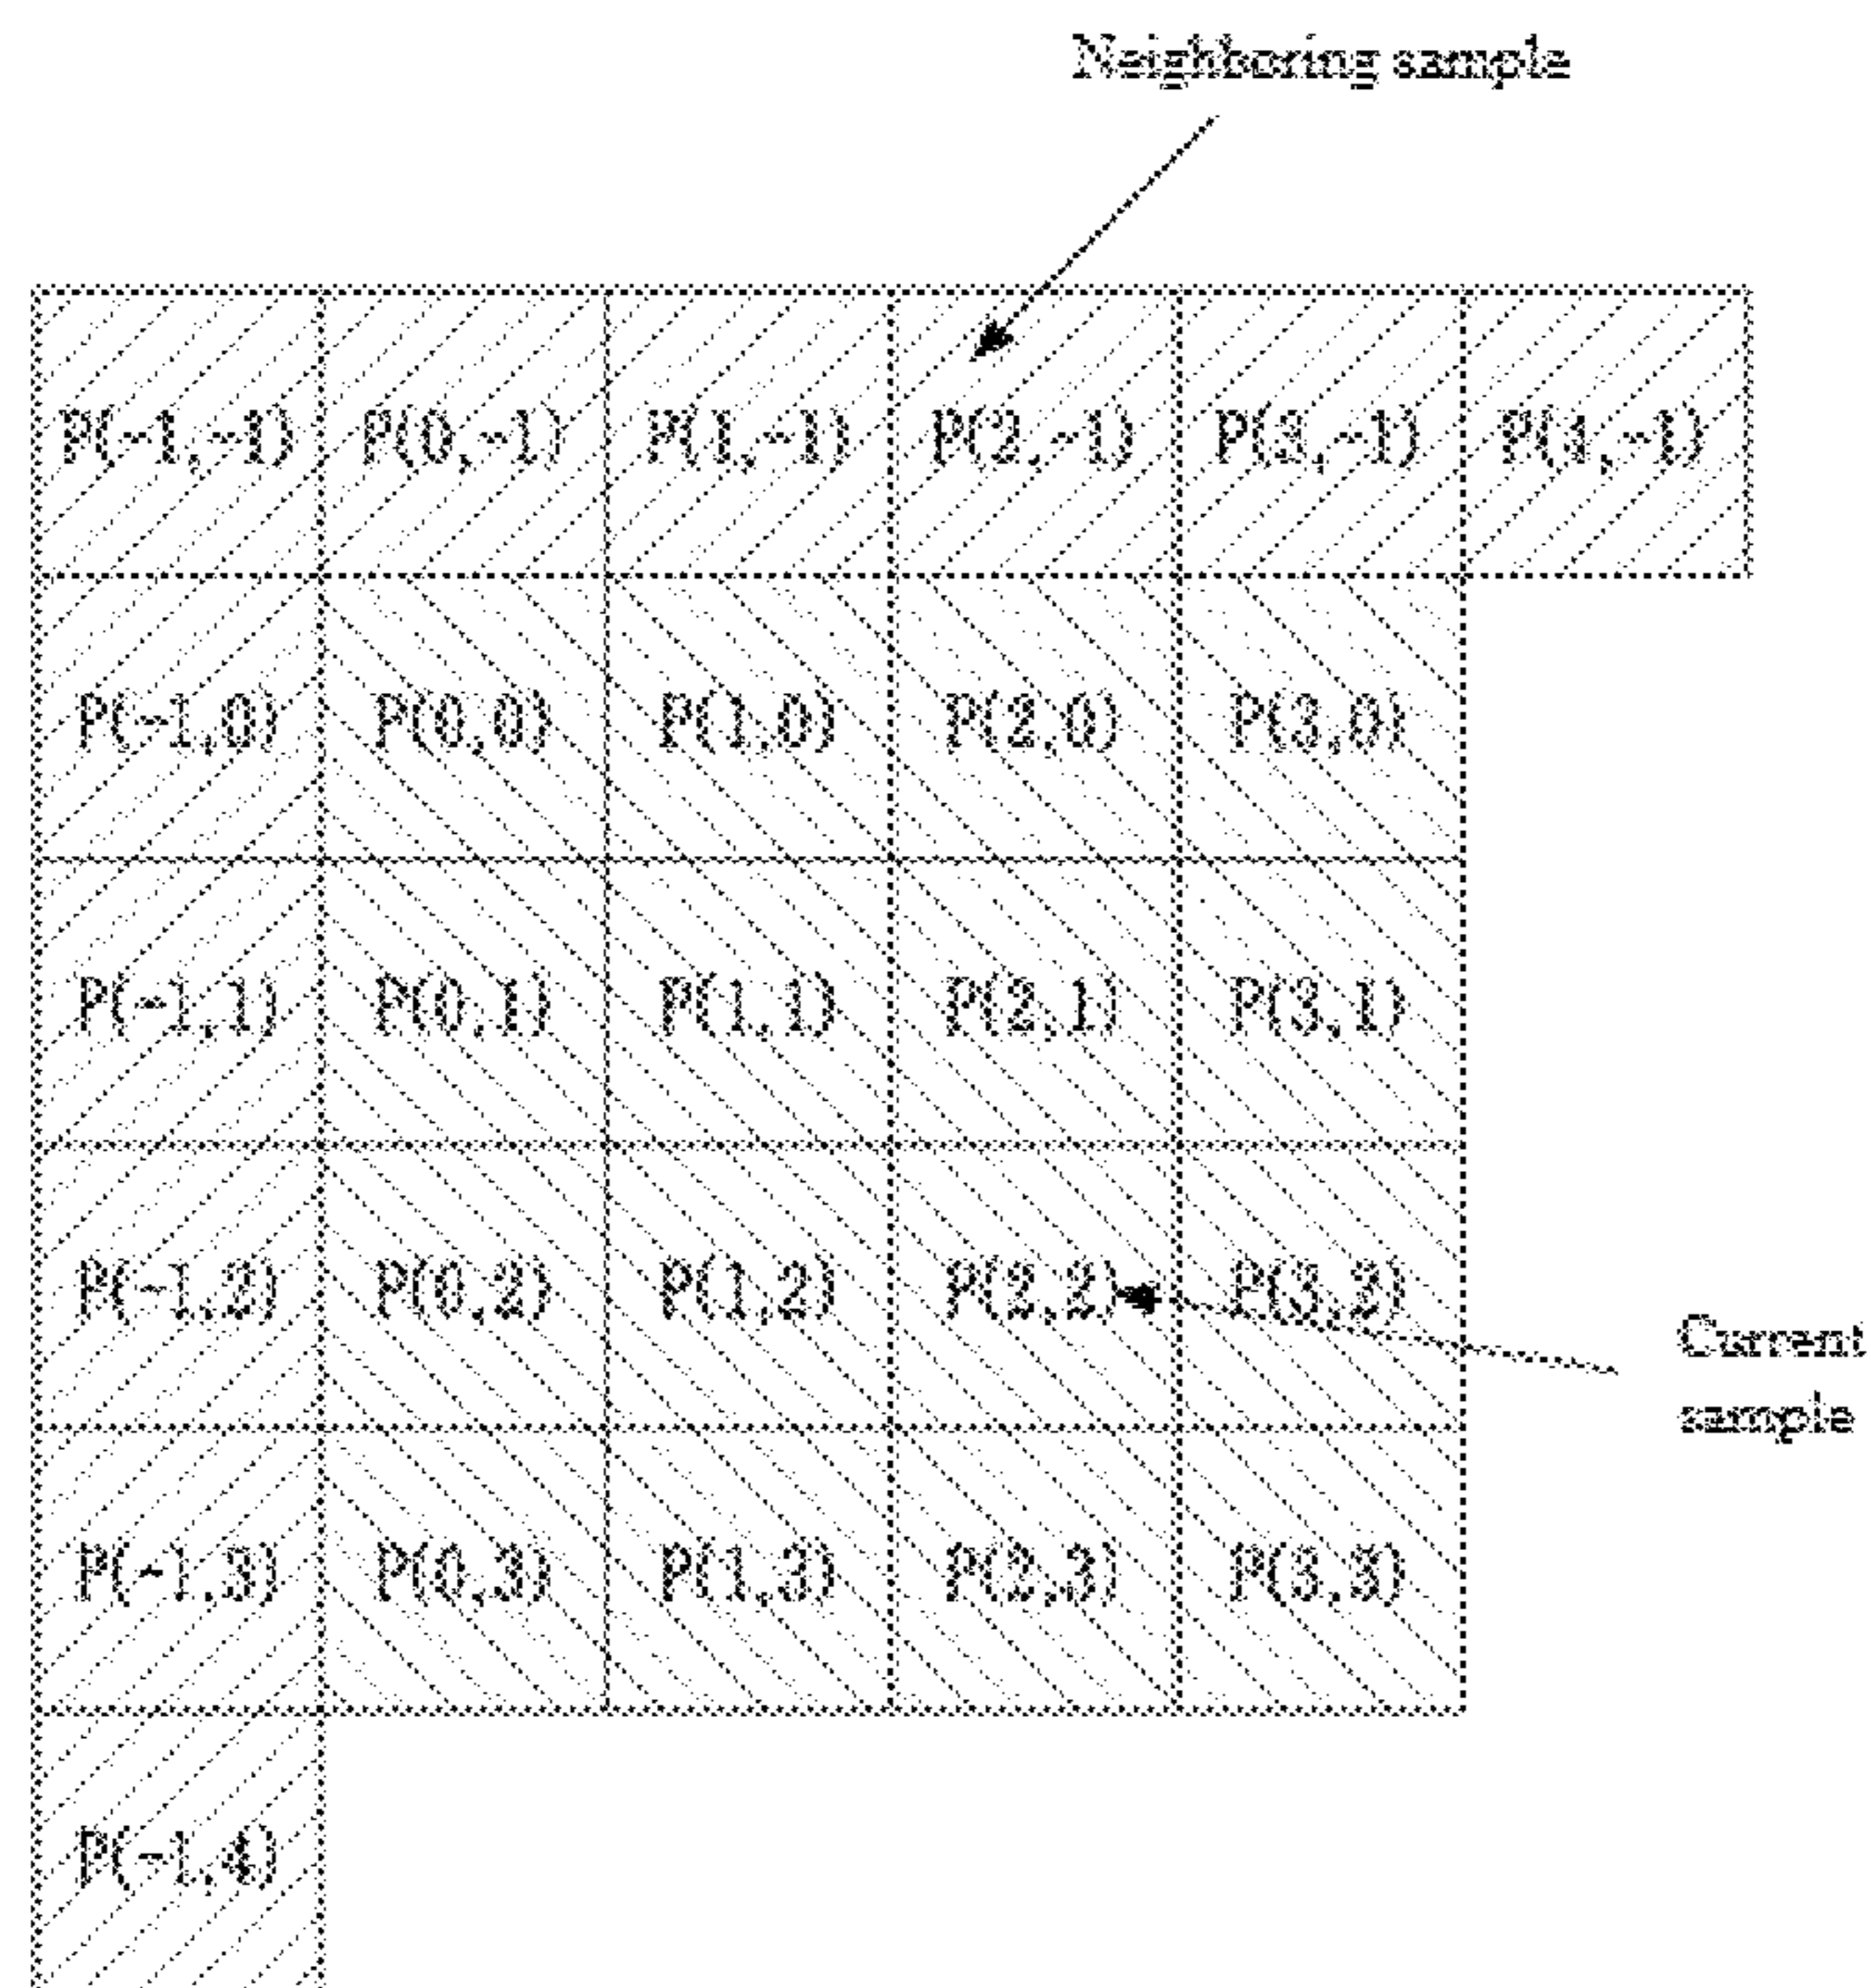 Neighboring sample
P(-1,-1) P(0,-1) P(1,-1) P(2,-1) P(3,-1) P(4,-1)
P(-1,0) P(0,0) P(1,0) P(2,0) P(3,0)
P(-1,1) P(0,1) P(1,1) P(2,1) P(3,1)
P(-1,2) P(0,2) P(1,2) P(2,2) P(3,2)
Current
sample
P(-1,3) P(0,3) P(1,3) P(2,3) P(3,3)
P(-1,4)